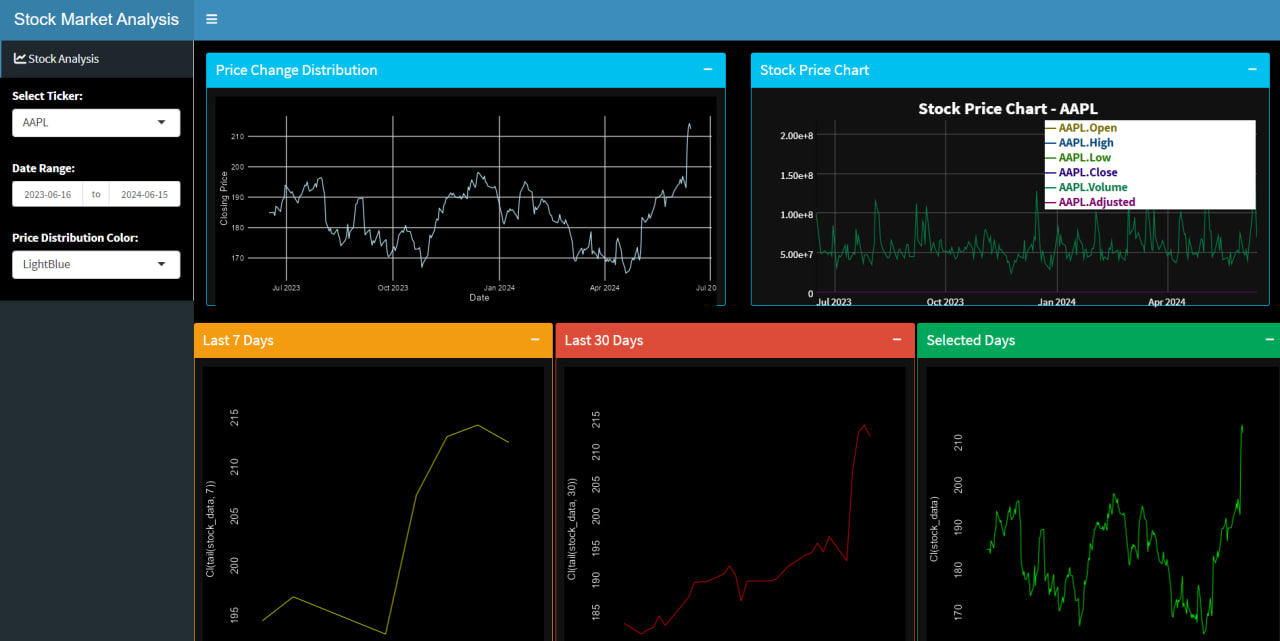 Stock Market Analysis
Stock Analysis
Select Ticker:
AAPL
Date Range:
2023-06-16 to 2024-06-15
Price Distribution Color:
LightBlue
Price Change Distribution
210
200
190
180
170
Closing Price
Jul 2023 Oct 2023 Jan 2024 Apr 2024 Jul 20
Date
Stock Price Chart
Stock Price Chart - AAPL
AAPL.Open
AAPL.High
AAPL.Low
AAPL.Close
AAPL.Volume
AAPL.Adjusted
2.00e+8
1.50e+8
1.00e+8
5.00e+7
0
Jul 2023 Oct 2023 Jan 2024 Apr 2024
Last 7 Days
215
210
205
200
195
Cl(tail(stock_data, 7))
Last 30 Days
215
210
205
200
195
190
185
Cl(tail(stock_data, 30))
Selected Days
210
200
190
180
170
Cl(stock_data)